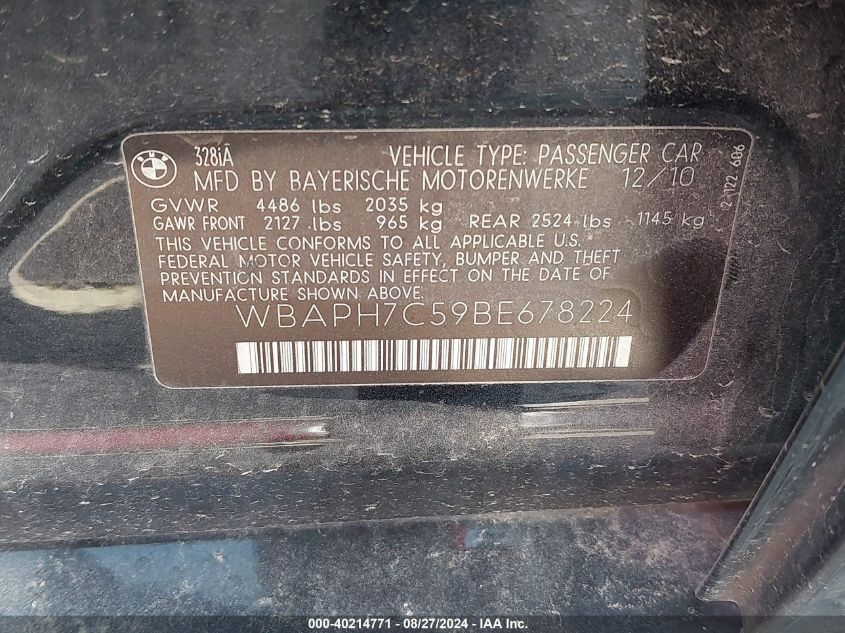 BMW
328iA VEHICLE TYPE: PASSENGER CAR
MFD BY BAYERISCHE MOTORENWERKE 12/10
GVWR 4486 lbs 2035 kg
GAWR FRONT 2127 lbs 965 kg REAR 2524 lbs 1145 kg
THIS VEHICLE CONFORMS TO ALL APPLICABLE U.S.
FEDERAL MOTOR VEHICLE SAFETY, BUMPER AND THEFT
PREVENTION STANDARDS IN EFFECT ON THE DATE OF
MANUFACTURE SHOWN ABOVE.
WBAPH7C59BE678224
000-40214771 - 08/27/2024 - IAA Inc.